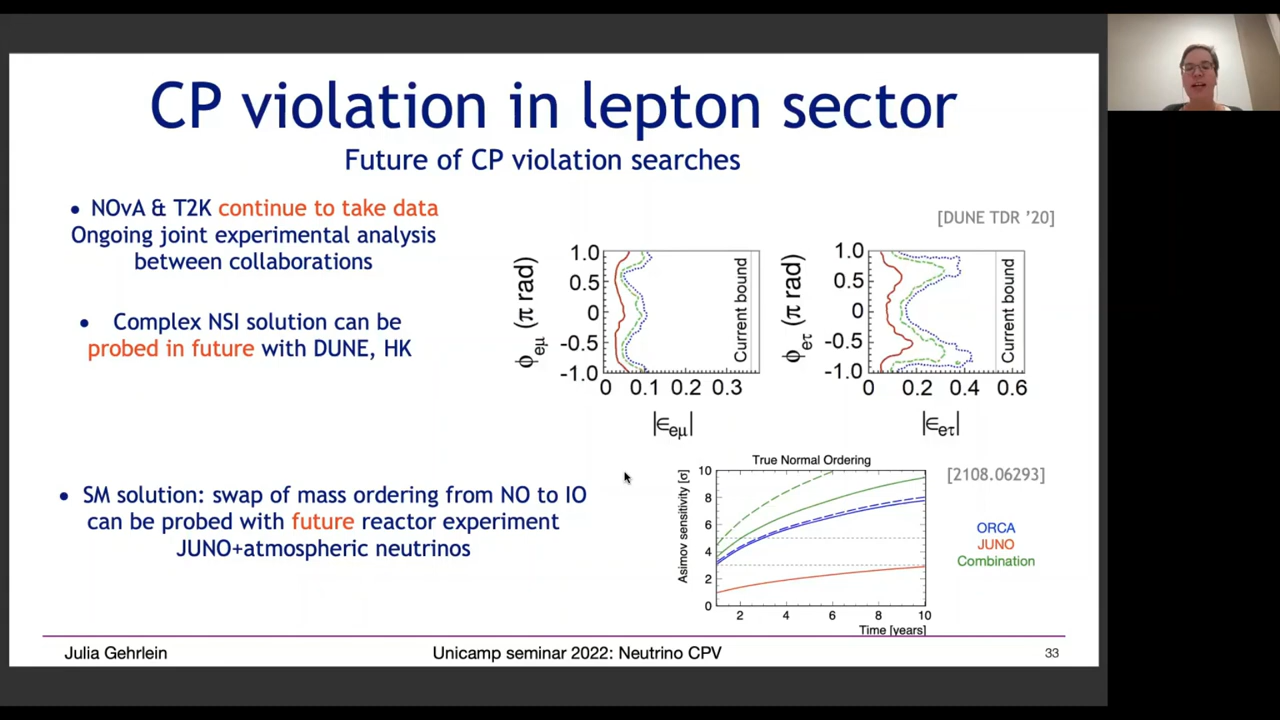 CP violation in lepton sector
Future of CP violation searches
• NOvA & T2K continue to take data
Ongoing joint experimental analysis
between collaborations
• Complex NSI solution can be
probed in future with DUNE, HK
• SM solution: swap of mass ordering from NO to IO
can be probed with future reactor experiment
JUNO+atmospheric neutrinos
[DUNE TDR '20]
ϕeμ (π rad)
1.0
0.5
0
-0.5
-1.0
Current bound
0 0.1 0.2 0.3
|ϵeμ|
ϕeτ (π rad)
1.0
0.5
0
-0.5
-1.0
Current bound
0 0.2 0.4 0.6
|ϵeτ|
True Normal Ordering
Asimov sensitivity [σ]
10
8
6
4
2
0
2 4 6 8 10
Time [years]
[2108.06293]
ORCA
JUNO
Combination
Julia Gehrlein
Unicamp seminar 2022: Neutrino CPV
33